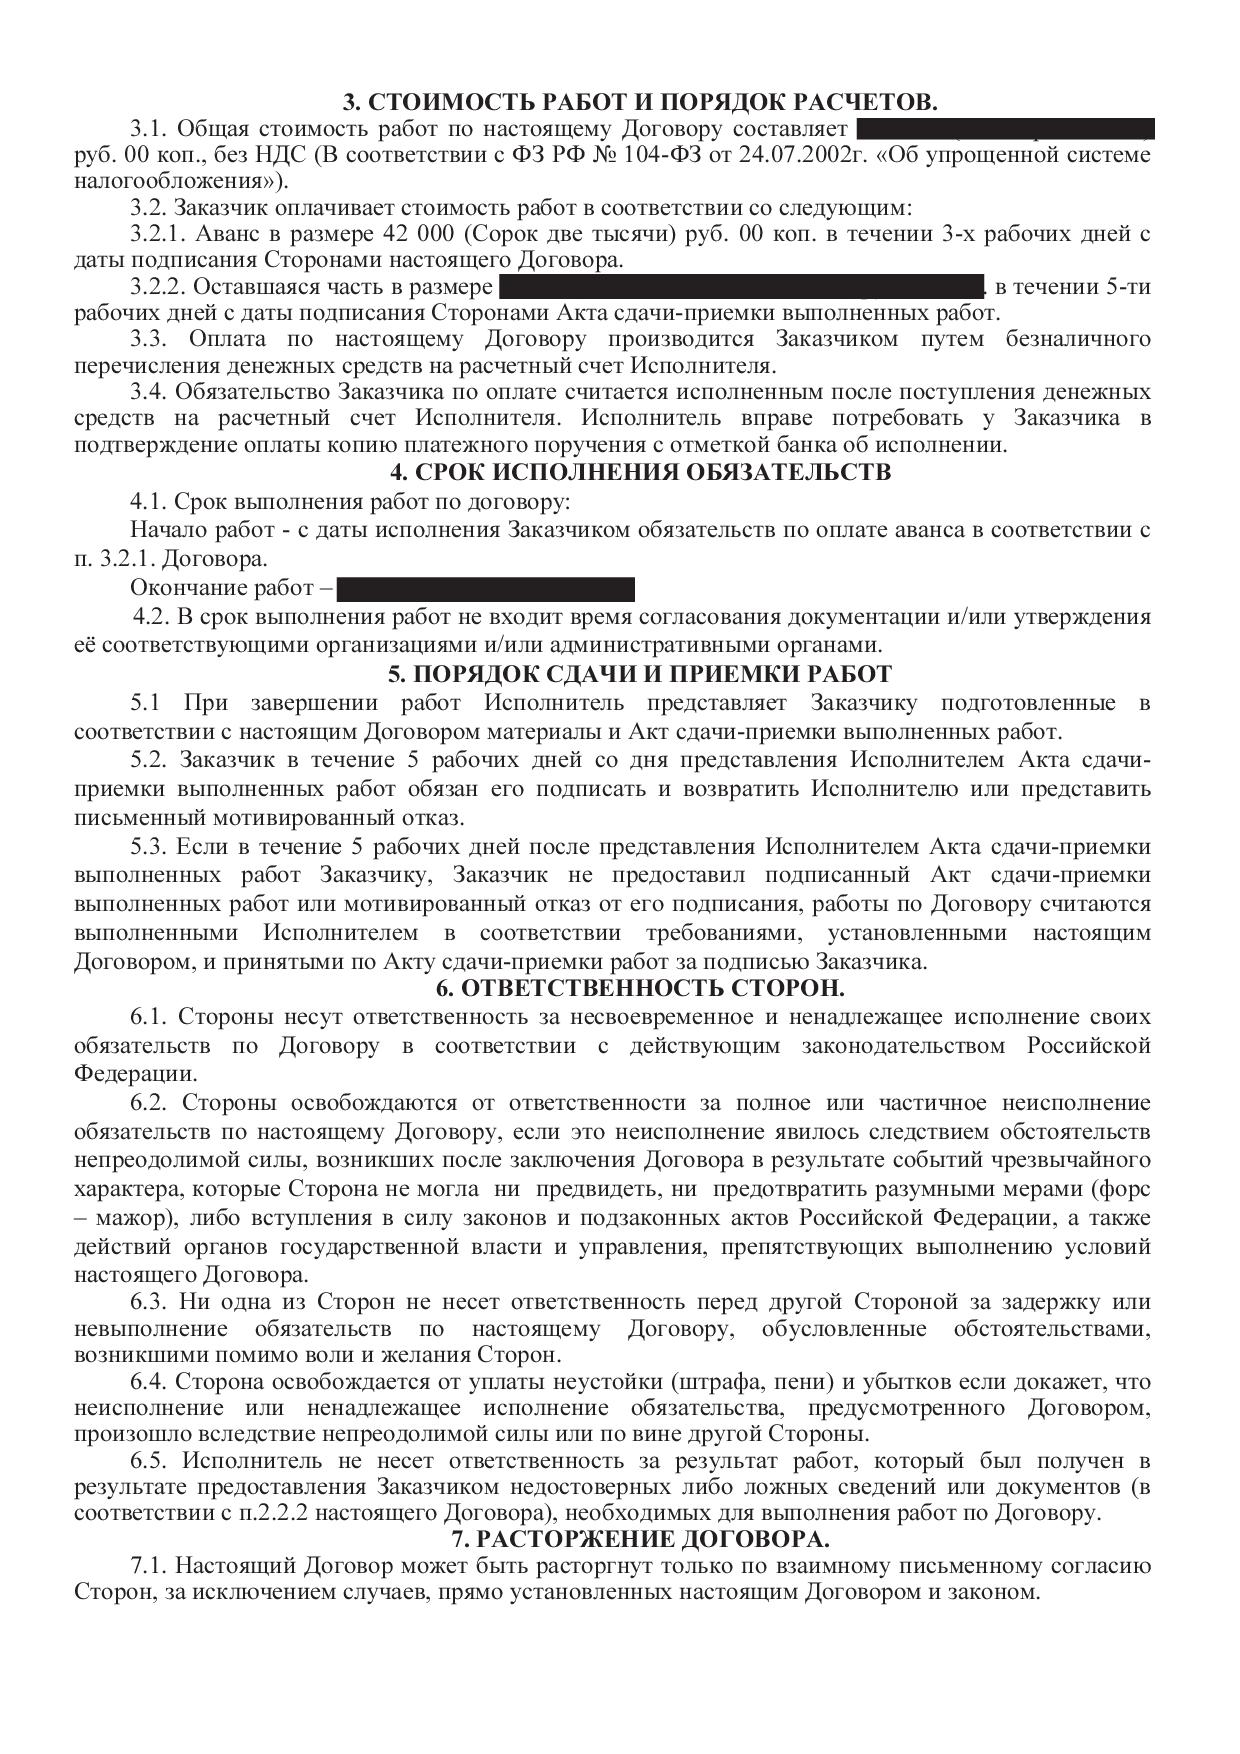 3. СТОИМОСТЬ РАБОТ И ПОРЯДОК РАСЧЕТОВ.
3.1. Общая стоимость работ по настоящему Договору составляет
руб. 00 коп., без НДС (В соответствии с ФЗ РФ № 104-ФЗ от 24.07.2002г. «Об упрощенной системе
налогообложения»).
3.2. Заказчик оплачивает стоимость работ в соответствии со следующим:
3.2.1. Аванс в размере 42 000 (Сорок две тысячи) руб. 00 коп. в течении 3-х рабочих дней с
даты подписания Сторонами настоящего Договора.
3.2.2. Оставшаяся часть в размере . в течении 5-ти
рабочих дней с даты подписания Сторонами Акта сдачи-приемки выполненных работ.
3.3. Оплата по настоящему Договору производится Заказчиком путем безналичного
перечисления денежных средств на расчетный счет Исполнителя.
3.4. Обязательство Заказчика по оплате считается исполненным после поступления денежных
средств на расчетный счет Исполнителя. Исполнитель вправе потребовать у Заказчика в
подтверждение оплаты копию платежного поручения с отметкой банка об исполнении.
4. СРОК ИСПОЛНЕНИЯ ОБЯЗАТЕЛЬСТВ
4.1. Срок выполнения работ по договору:
Начало работ - с даты исполнения Заказчиком обязательств по оплате аванса в соответствии с
п. 3.2.1. Договора.
Окончание работ –
4.2. В срок выполнения работ не входит время согласования документации и/или утверждения
её соответствующими организациями и/или административными органами.
5. ПОРЯДОК СДАЧИ И ПРИЕМКИ РАБОТ
5.1 При завершении работ Исполнитель представляет Заказчику подготовленные в
соответствии с настоящим Договором материалы и Акт сдачи-приемки выполненных работ.
5.2. Заказчик в течение 5 рабочих дней со дня представления Исполнителем Акта сдачи-
приемки выполненных работ обязан его подписать и возвратить Исполнителю или представить
письменный мотивированный отказ.
5.3. Если в течение 5 рабочих дней после представления Исполнителем Акта сдачи-приемки
выполненных работ Заказчику, Заказчик не предоставил подписанный Акт сдачи-приемки
выполненных работ или мотивированный отказ от его подписания, работы по Договору считаются
выполненными Исполнителем в соответствии требованиями, установленными настоящим
Договором, и принятыми по Акту сдачи-приемки работ за подписью Заказчика.
6. ОТВЕТСТВЕННОСТЬ СТОРОН.
6.1. Стороны несут ответственность за несвоевременное и ненадлежащее исполнение своих
обязательств по Договору в соответствии с действующим законодательством Российской
Федерации.
6.2. Стороны освобождаются от ответственности за полное или частичное неисполнение
обязательств по настоящему Договору, если это неисполнение явилось следствием обстоятельств
непреодолимой силы, возникших после заключения Договора в результате событий чрезвычайного
характера, которые Сторона не могла ни предвидеть, ни предотвратить разумными мерами (форс
– мажор), либо вступления в силу законов и подзаконных актов Российской Федерации, а также
действий органов государственной власти и управления, препятствующих выполнению условий
настоящего Договора.
6.3. Ни одна из Сторон не несет ответственность перед другой Стороной за задержку или
невыполнение обязательств по настоящему Договору, обусловленные обстоятельствами,
возникшими помимо воли и желания Сторон.
6.4. Сторона освобождается от уплаты неустойки (штрафа, пени) и убытков если докажет, что
неисполнение или ненадлежащее исполнение обязательства, предусмотренного Договором,
произошло вследствие непреодолимой силы или по вине другой Стороны.
6.5. Исполнитель не несет ответственность за результат работ, который был получен в
результате предоставления Заказчиком недостоверных либо ложных сведений или документов (в
соответствии с п.2.2.2 настоящего Договора), необходимых для выполнения работ по Договору.
7. РАСТОРЖЕНИЕ ДОГОВОРА.
7.1. Настоящий Договор может быть расторгнут только по взаимному письменному согласию
Сторон, за исключением случаев, прямо установленных настоящим Договором и законом.